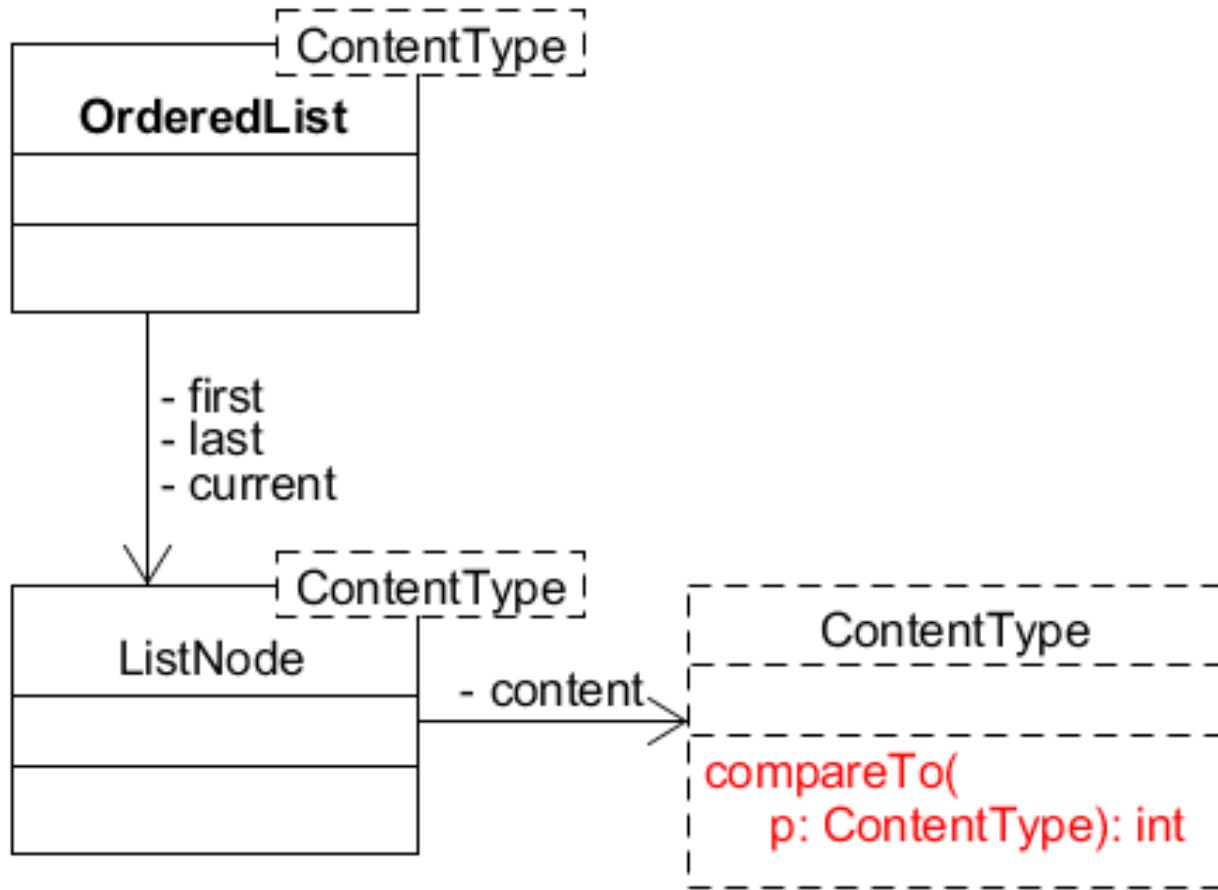 ContentType
OrderedList
- first
- last
- current
ContentType
ListNode
- content
ContentType
compareTo(
p: ContentType): int